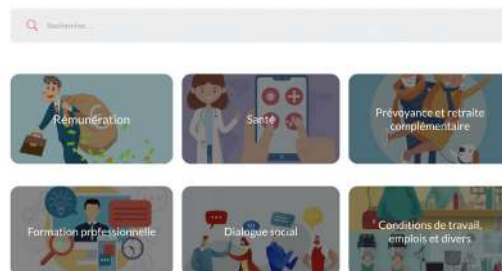 Rechercher...
Rémunération
Santé
Prévoyance et retraite
complémentaire
Formation professionnelle
Dialogue social
Conditions de travail,
emplois et divers